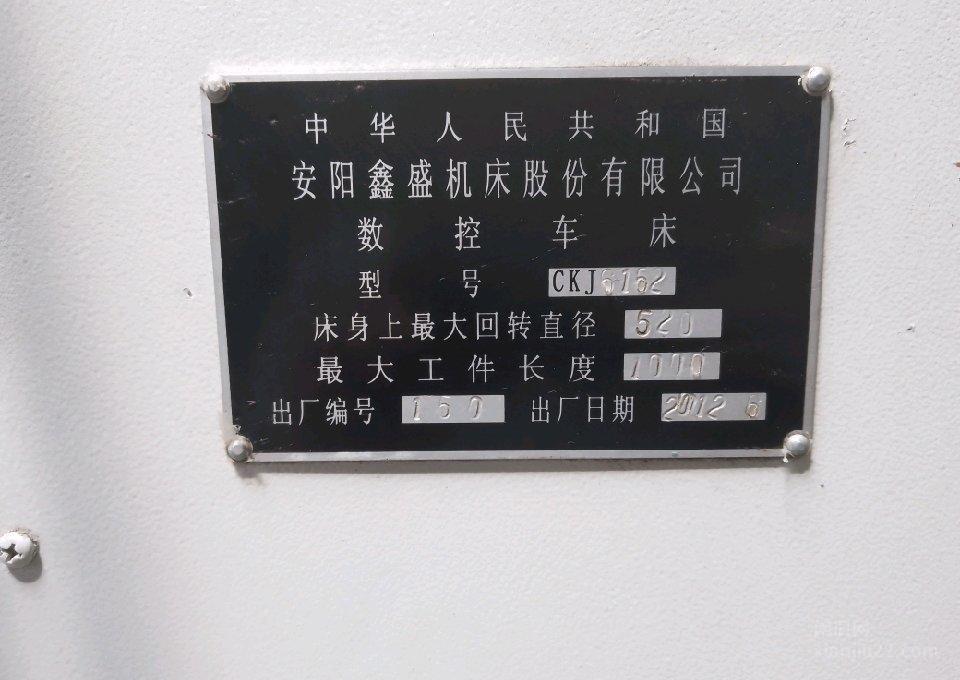 中华人民共和国
安阳鑫盛机床股份有限公司
数控车床
型号 CKJ6152
床身上最大回转直径 520
最大工件长度 1000
出厂编号 150 出厂日期 2012 6